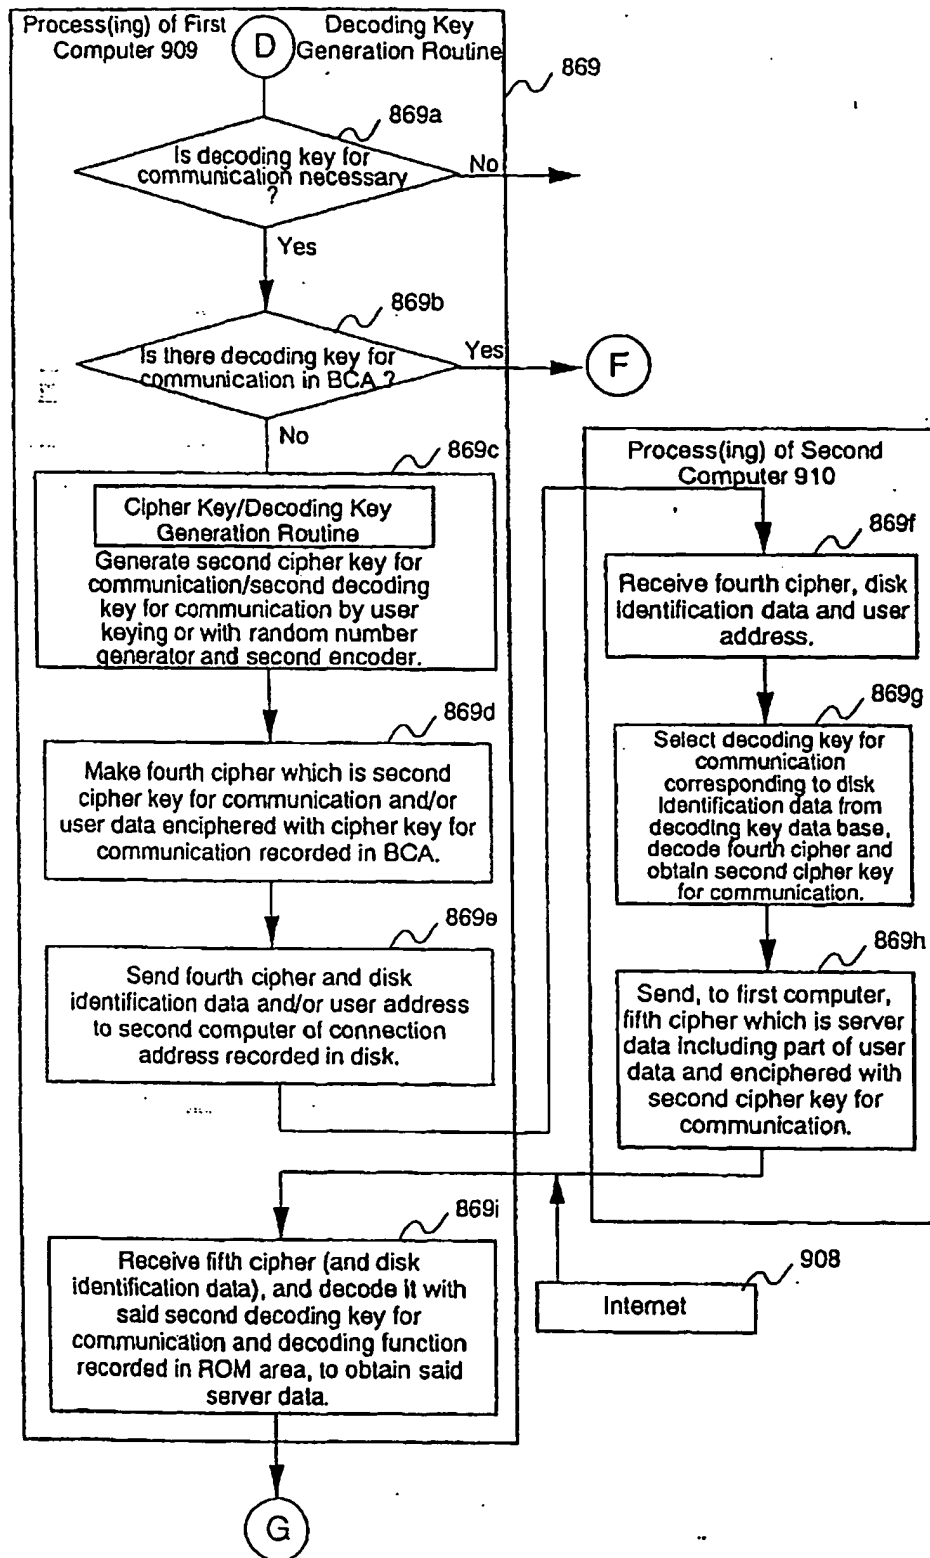 Process(ing) of First
Computer 909
D
Decoding Key
Generation Routine
869
869a
Is decoding key for
communication necessary
?
No
Yes
869b
Is there decoding key for
communication in BCA ?
Yes
F
No
869c
Cipher Key/Decoding Key
Generation Routine
Generate second cipher key for
communication/second decoding
key for communication by user
keying or with random number
generator and second encoder.
869d
Make fourth cipher which is second
cipher key for communication and/or
user data enciphered with cipher key for
communication recorded in BCA.
869e
Send fourth cipher and disk
identification data and/or user address
to second computer of connection
address recorded in disk.
Process(ing) of Second
Computer 910
869f
Receive fourth cipher, disk
identification data and user
address.
869g
Select decoding key for
communication
corresponding to disk
identification data from
decoding key data base,
decode fourth cipher and
obtain second cipher key
for communication.
869h
Send, to first computer,
fifth cipher which is server
data including part of user
data and enciphered with
second cipher key for
communication.
869i
Receive fifth cipher (and disk
identification data), and decode it with
said second decoding key for
communication and decoding function
recorded in ROM area, to obtain said
server data.
908
Internet
G